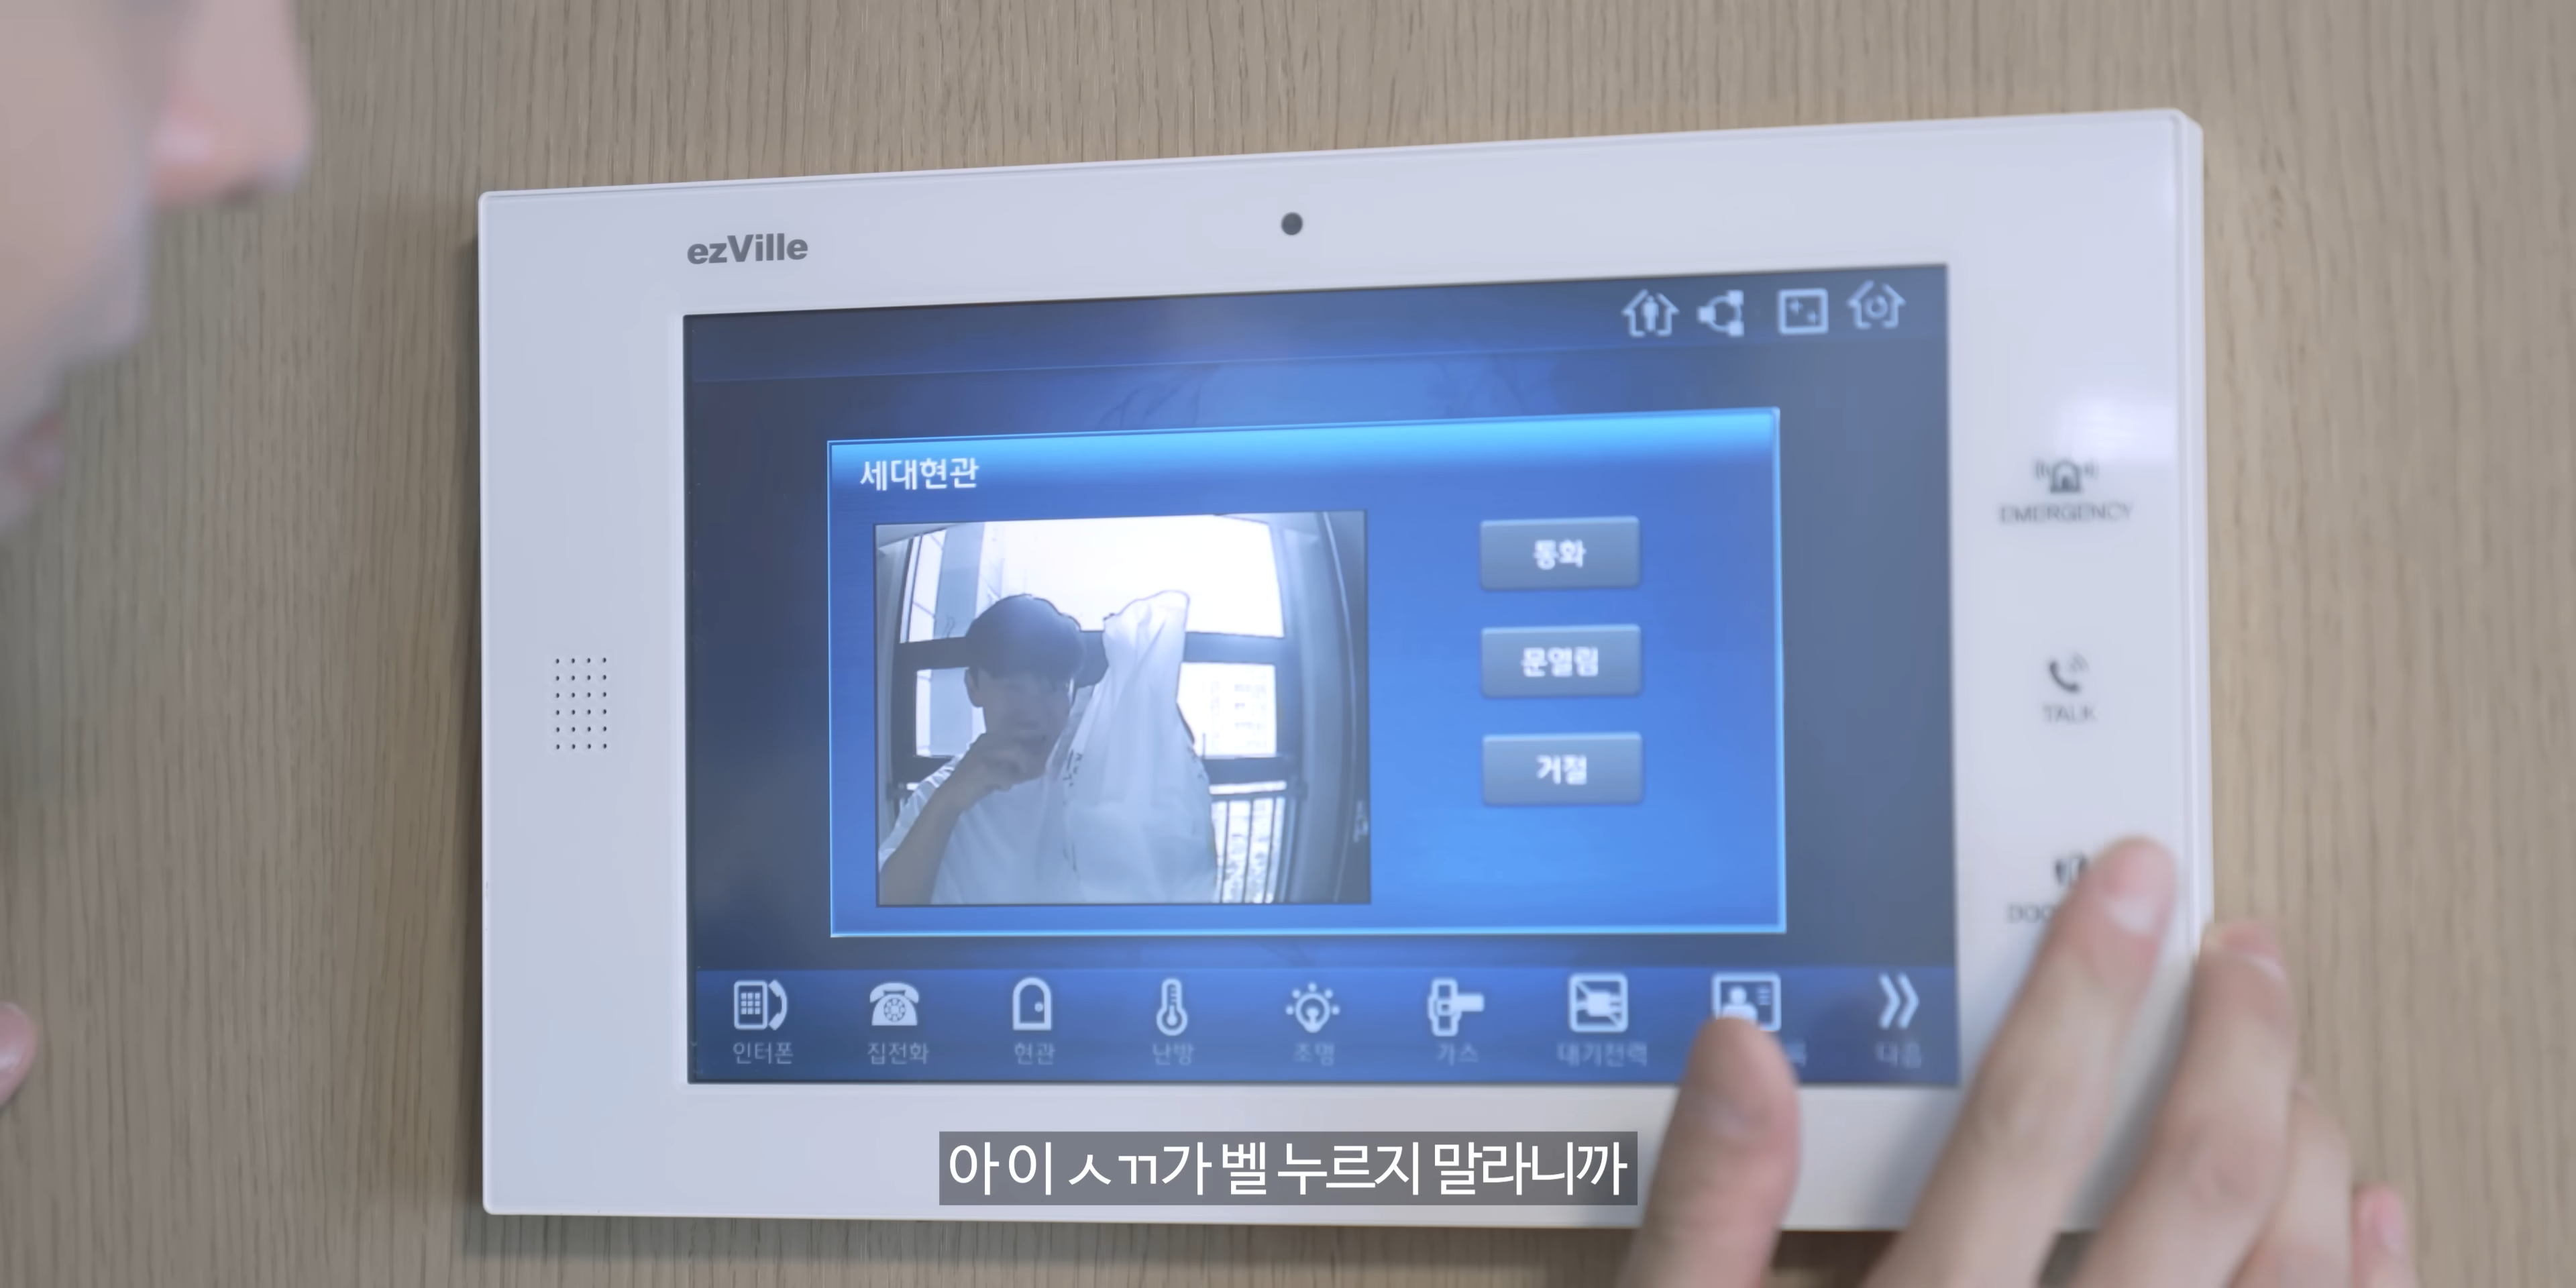 ezVille
세대현관
통화
문열림
거절
EMERGENCY
TALK
인터폰 집전화 현관 난방 조명 가스 대기전력 다음
아 이 ㅅㄲ가 벨 누르지 말라니까